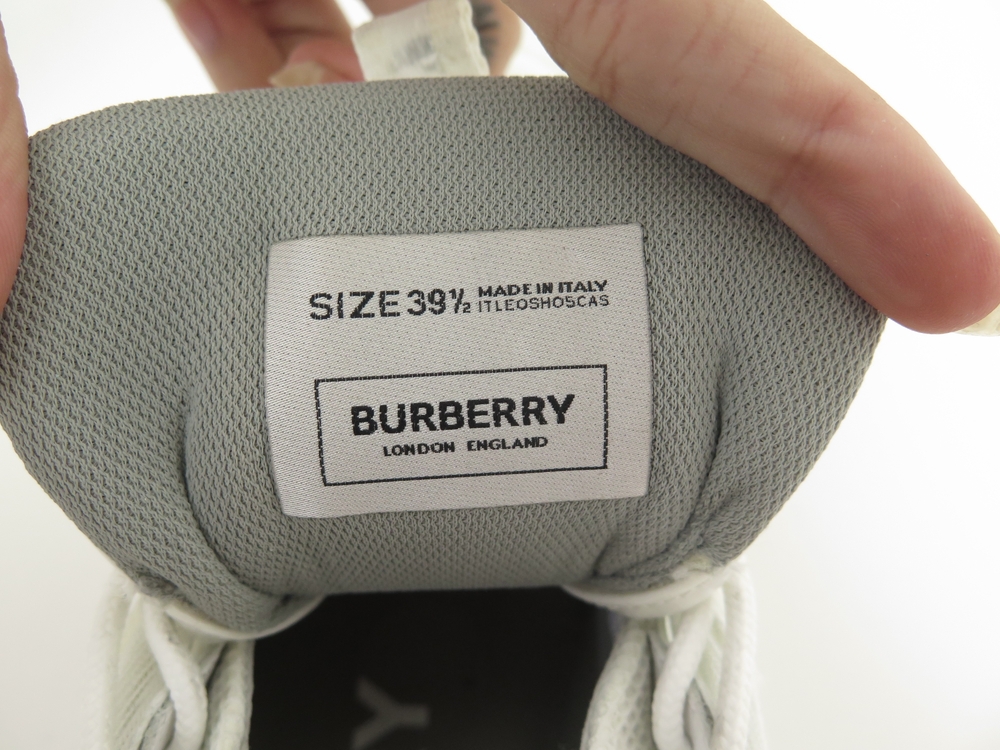 SIZE 39½ MADE IN ITALY
ITLEOSHO5CAS
BURBERRY
LONDON ENGLAND
Y